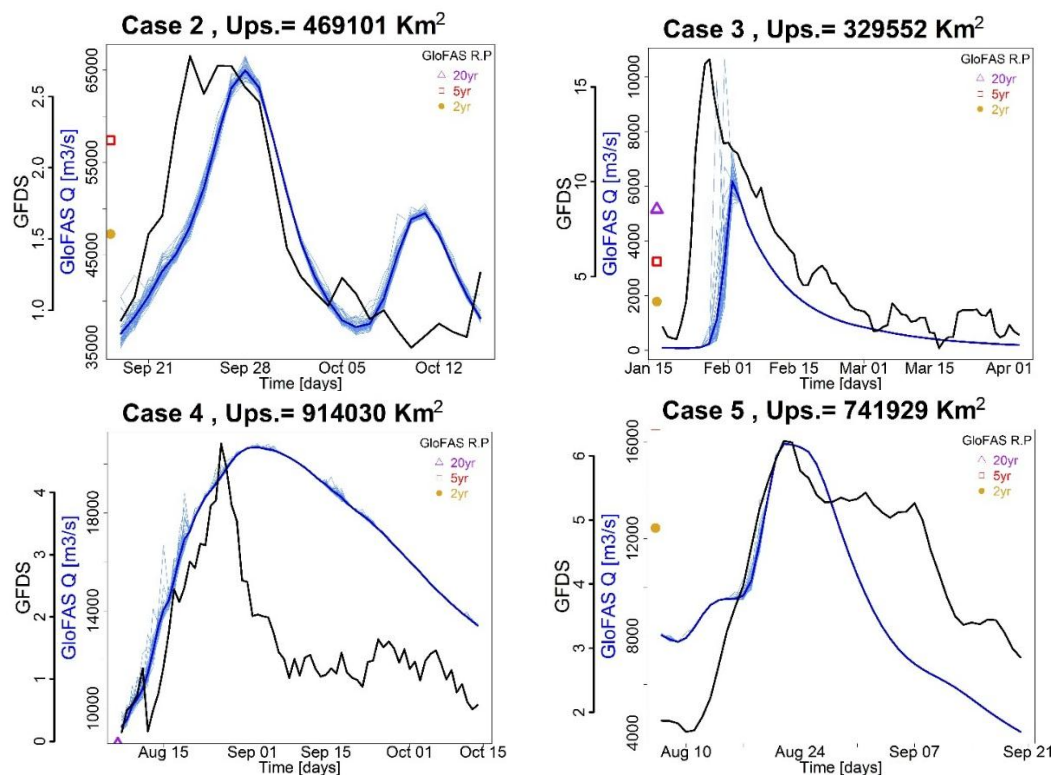 Case 2 , Ups.= 469101 Km²
GloFAS R.P
20yr
5yr
2yr
GFDS
1.0 1.5 2.0 2.5
GloFAS Q [m3/s]
35000 45000 55000 65000
Sep 21 Sep 28 Oct 05 Oct 12
Time [days]
Case 3 , Ups.= 329552 Km²
GloFAS R.P
20yr
5yr
2yr
GFDS
5 10 15
GloFAS Q [m3/s]
0 2000 4000 6000 8000 10000
Jan 15 Feb 01 Feb 15 Mar 01 Mar 15 Apr 01
Time [days]
Case 4 , Ups.= 914030 Km²
GloFAS R.P
20yr
5yr
2yr
GFDS
0 1 2 3 4
GloFAS Q [m3/s]
10000 14000 18000
Aug 15 Sep 01 Sep 15 Oct 01 Oct 15
Time [days]
Case 5 , Ups.= 741929 Km²
GloFAS R.P
20yr
5yr
2yr
GFDS
2 3 4 5 6
GloFAS Q [m3/s]
4000 8000 12000 16000
Aug 10 Aug 24 Sep 07 Sep 21
Time [days]